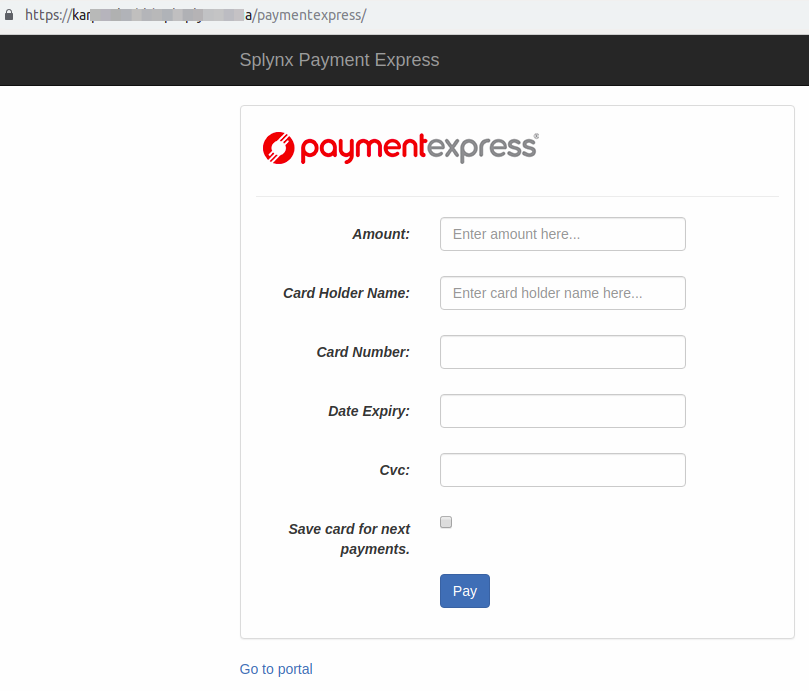 https://kar a/paymentexpress/
Splynx Payment Express
paymentexpress®
Amount:
Enter amount here...
Card Holder Name:
Enter card holder name here...
Card Number:
Date Expiry:
Cvc:
Save card for next
payments.
Pay
Go to portal